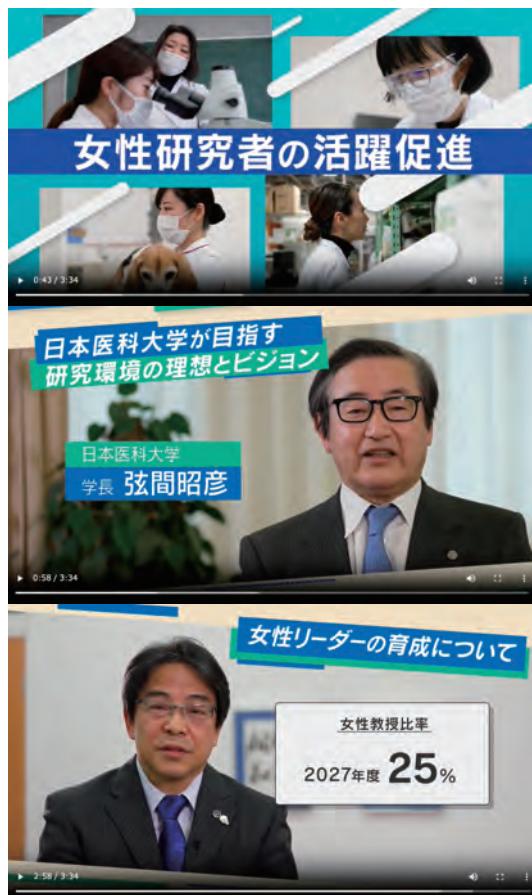 女性研究者の活躍促進
0:43 / 3:34
日本医科大学が目指す
研究環境の理想とビジョン
日本医科大学
学長 弦間昭彦
0:58 / 3:34
女性リーダーの育成について
女性教授比率
2027年度 25%
2:58 / 3:34